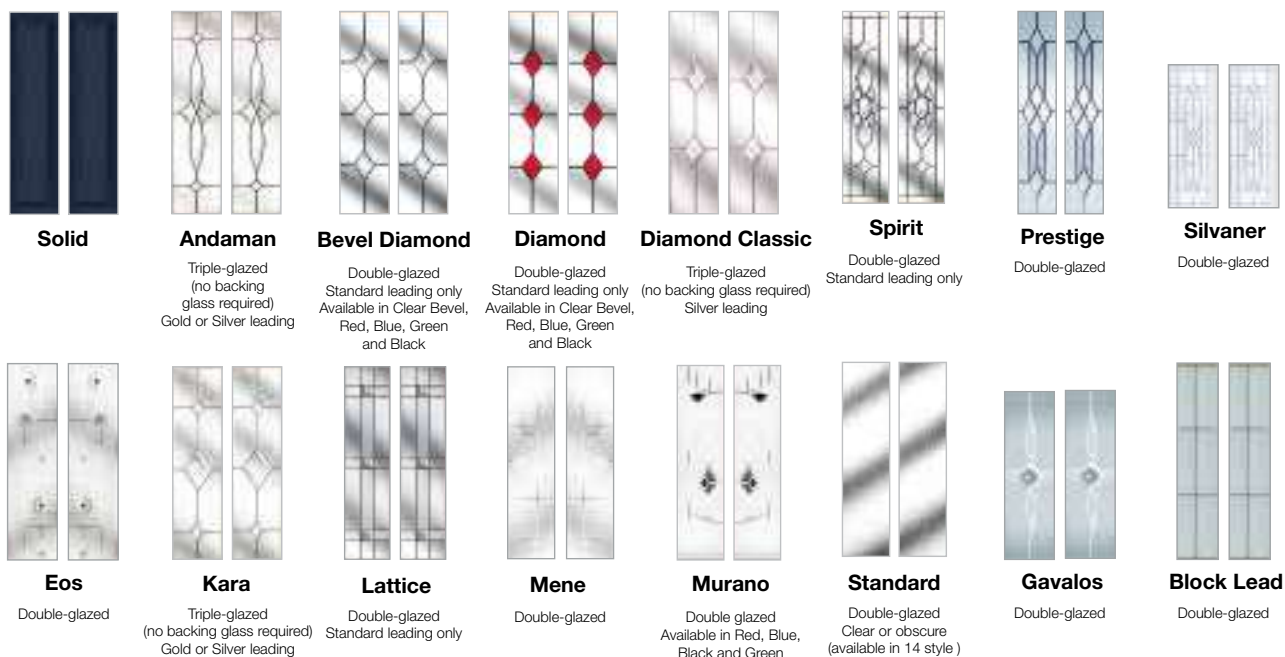 Solid
Andaman
Triple-glazed
(no backing
glass required)
Gold or Silver leading
Bevel Diamond
Double-glazed
Standard leading only
Available in Clear Bevel,
Red, Blue, Green
and Black
Diamond
Double-glazed
Standard leading only
Available in Clear Bevel,
Red, Blue, Green
and Black
Diamond Classic
Triple-glazed
(no backing glass required)
Silver leading
Spirit
Double-glazed
Standard leading only
Prestige
Double-glazed
Silvaner
Double-glazed
Eos
Double-glazed
Kara
Triple-glazed
(no backing glass required)
Gold or Silver leading
Lattice
Double-glazed
Standard leading only
Mene
Double-glazed
Murano
Double glazed
Available in Red, Blue,
Black and Green
Standard
Double-glazed
Clear or obscure
(available in 14 style )
Gavalos
Double-glazed
Block Lead
Double-glazed